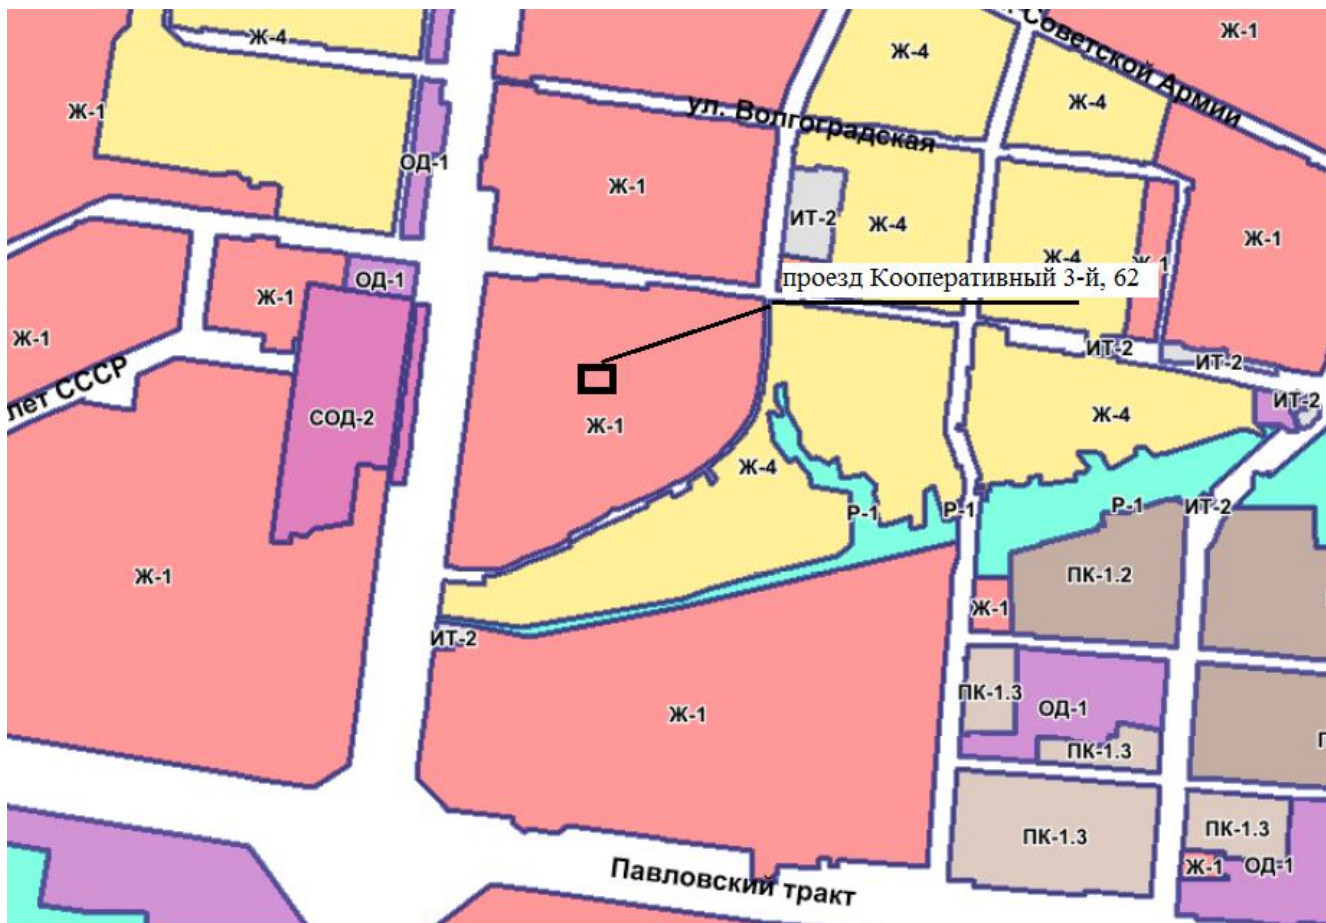 Советской Армии
Ж-1
Ж-4
Ж-4
Ж-4
Ж-1
ул. Волгоградская
ОД-1
Ж-1
ИТ-2
Ж-4
Ж-4
Ж-1
Ж-1
проезд Кооперативный 3-й, 62
ОД-1
Ж-1
Ж-1
ИТ-2
ИТ-2
лет СССР
ИТ-2
СОД-2
Ж-1
Ж-4
Ж-4
Р-1
Р-1
Р-1
ИТ-2
Ж-1
ПК-1.2
Ж-1
ИТ-2
ПК-1.3
ОД-1
Ж-1
ПК-1.3
ПК-1.3
ПК-1.3
Ж-1
ОД-1
Павловский тракт